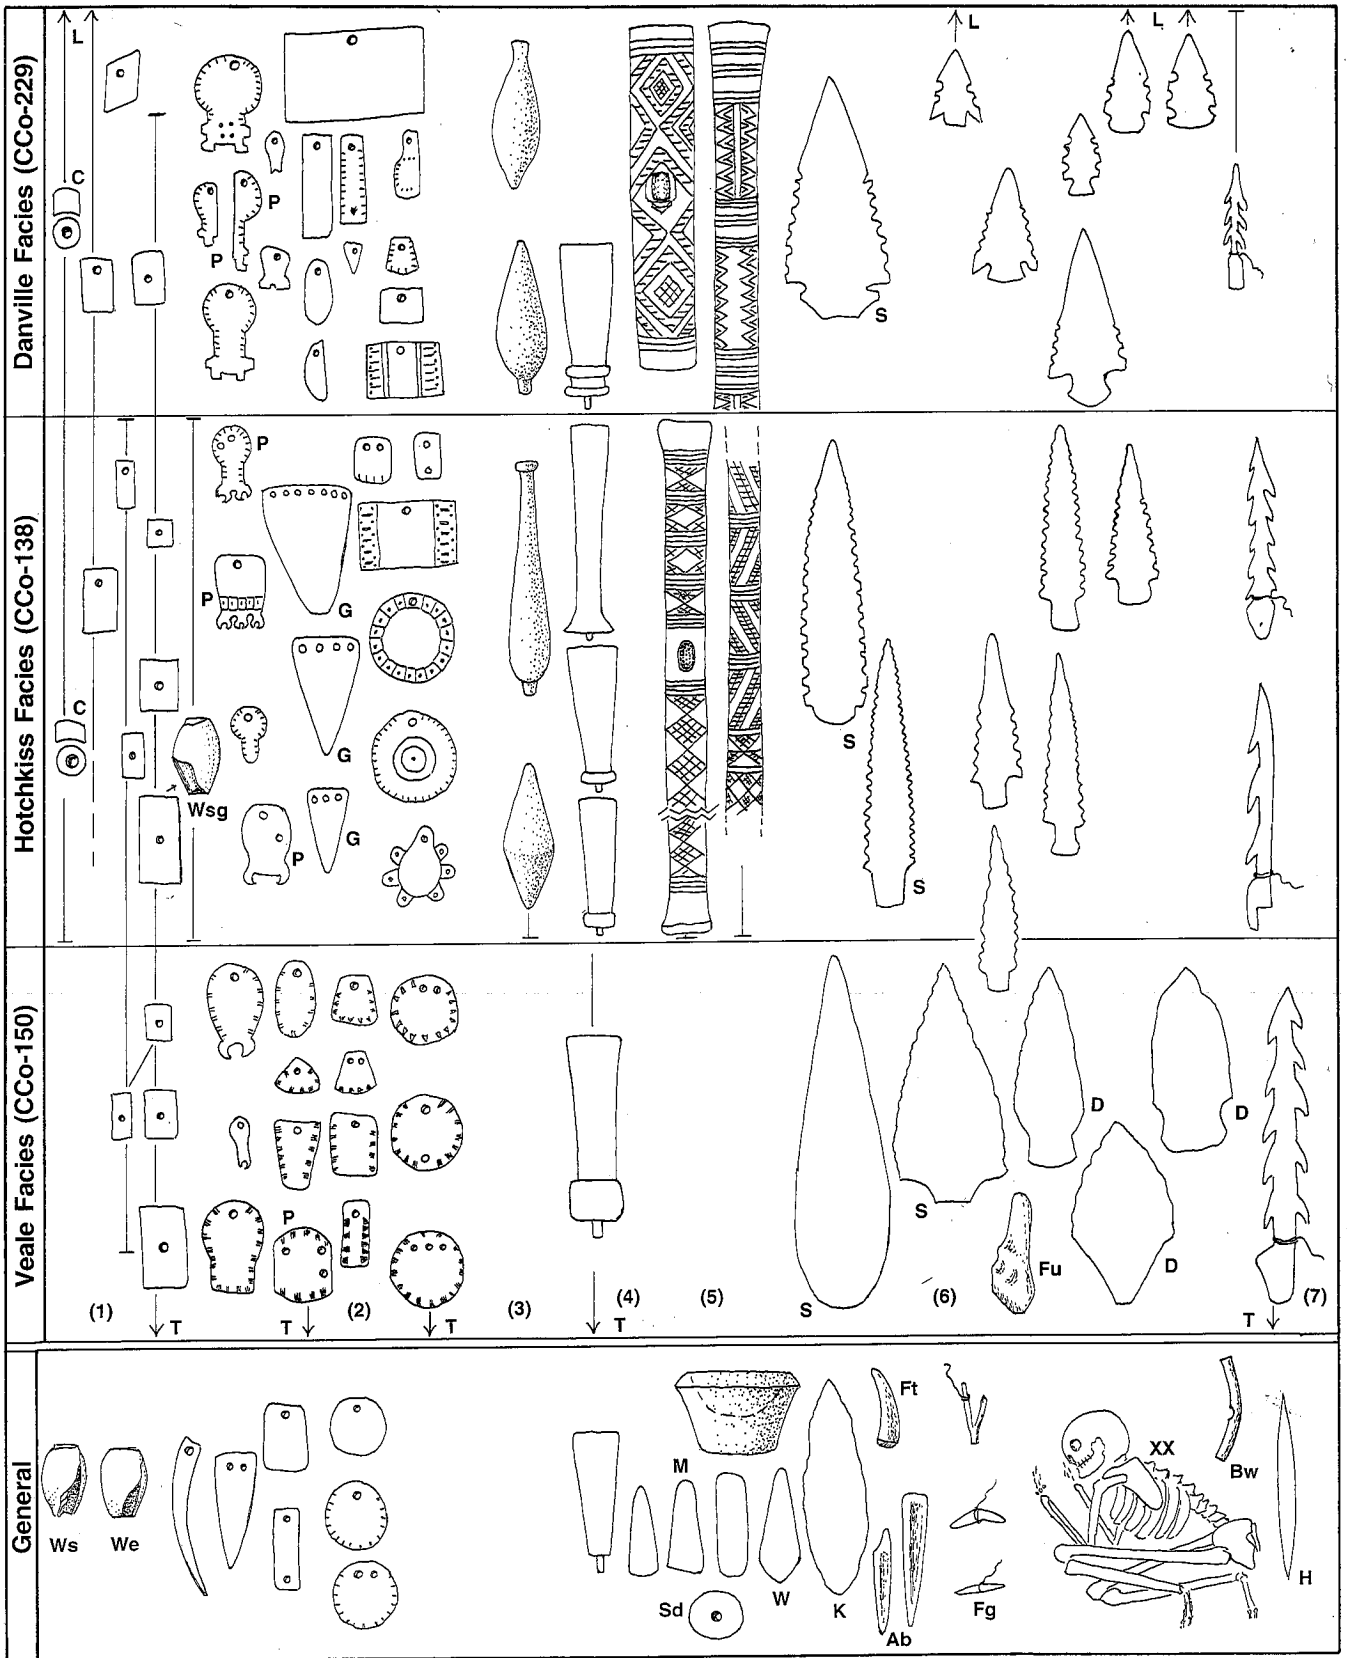 Danville Facies (CCo-229)
L
L
L
C
P
P
S
Hotchkiss Facies (CCo-138)
P
G
P
G
C
Wsg
P
G
S
S
Veale Facies (CCo-150)
D
D
S
P
Fu
D
(1)
(2)
(3)
(4)
(5)
S
(6)
(7)
T
T
T
T
T
General
Ft
M
XX
Bw
Ws
We
W
K
Sd
Ab
Fg
H